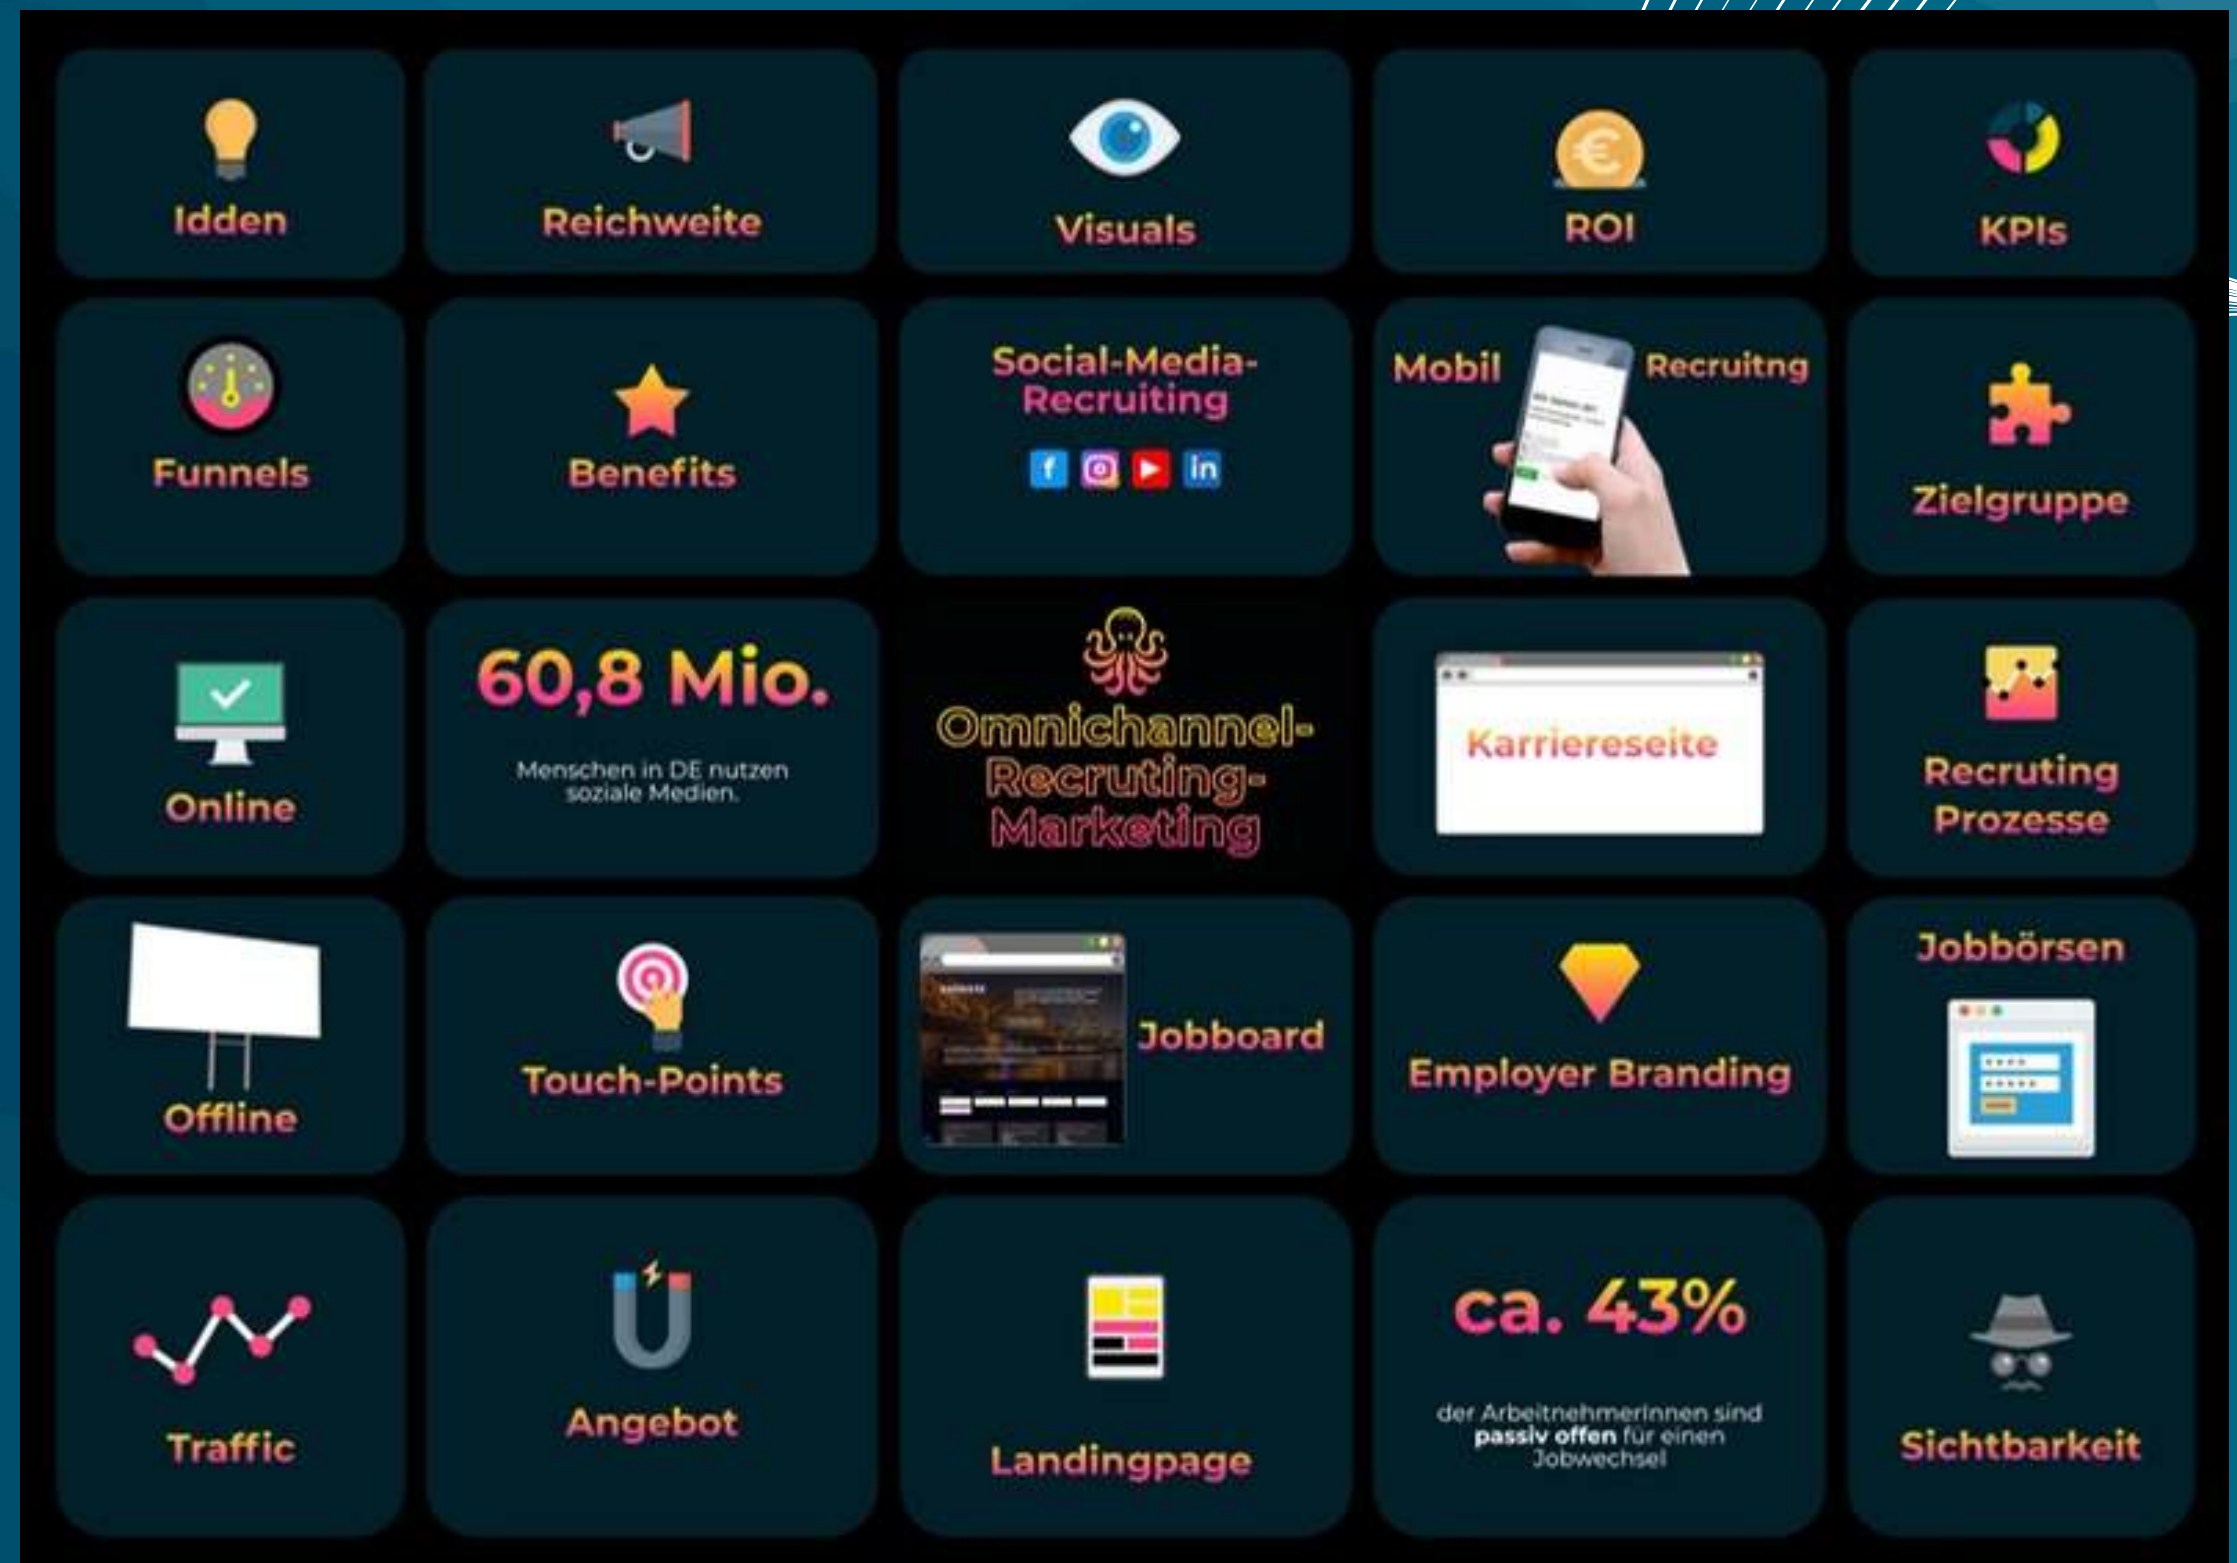 Idden
Reichweite
Visuals
ROI
KPIs
Funnels
Benefits
Social-Media-
Recruiting
Mobil
Recruitng
Zielgruppe
Online
60,8 Mio.
Menschen in DE nutzen
soziale Medien.
Omnichannel-
Recruting-
Marketing
Karriereseite
Recruting
Prozesse
Offline
Touch-Points
Jobboard
Employer Branding
Jobbörsen
Traffic
Angebot
Landingpage
ca. 43%
der ArbeitnehmerInnen sind
passiv offen für einen
Jobwechsel
Sichtbarkeit